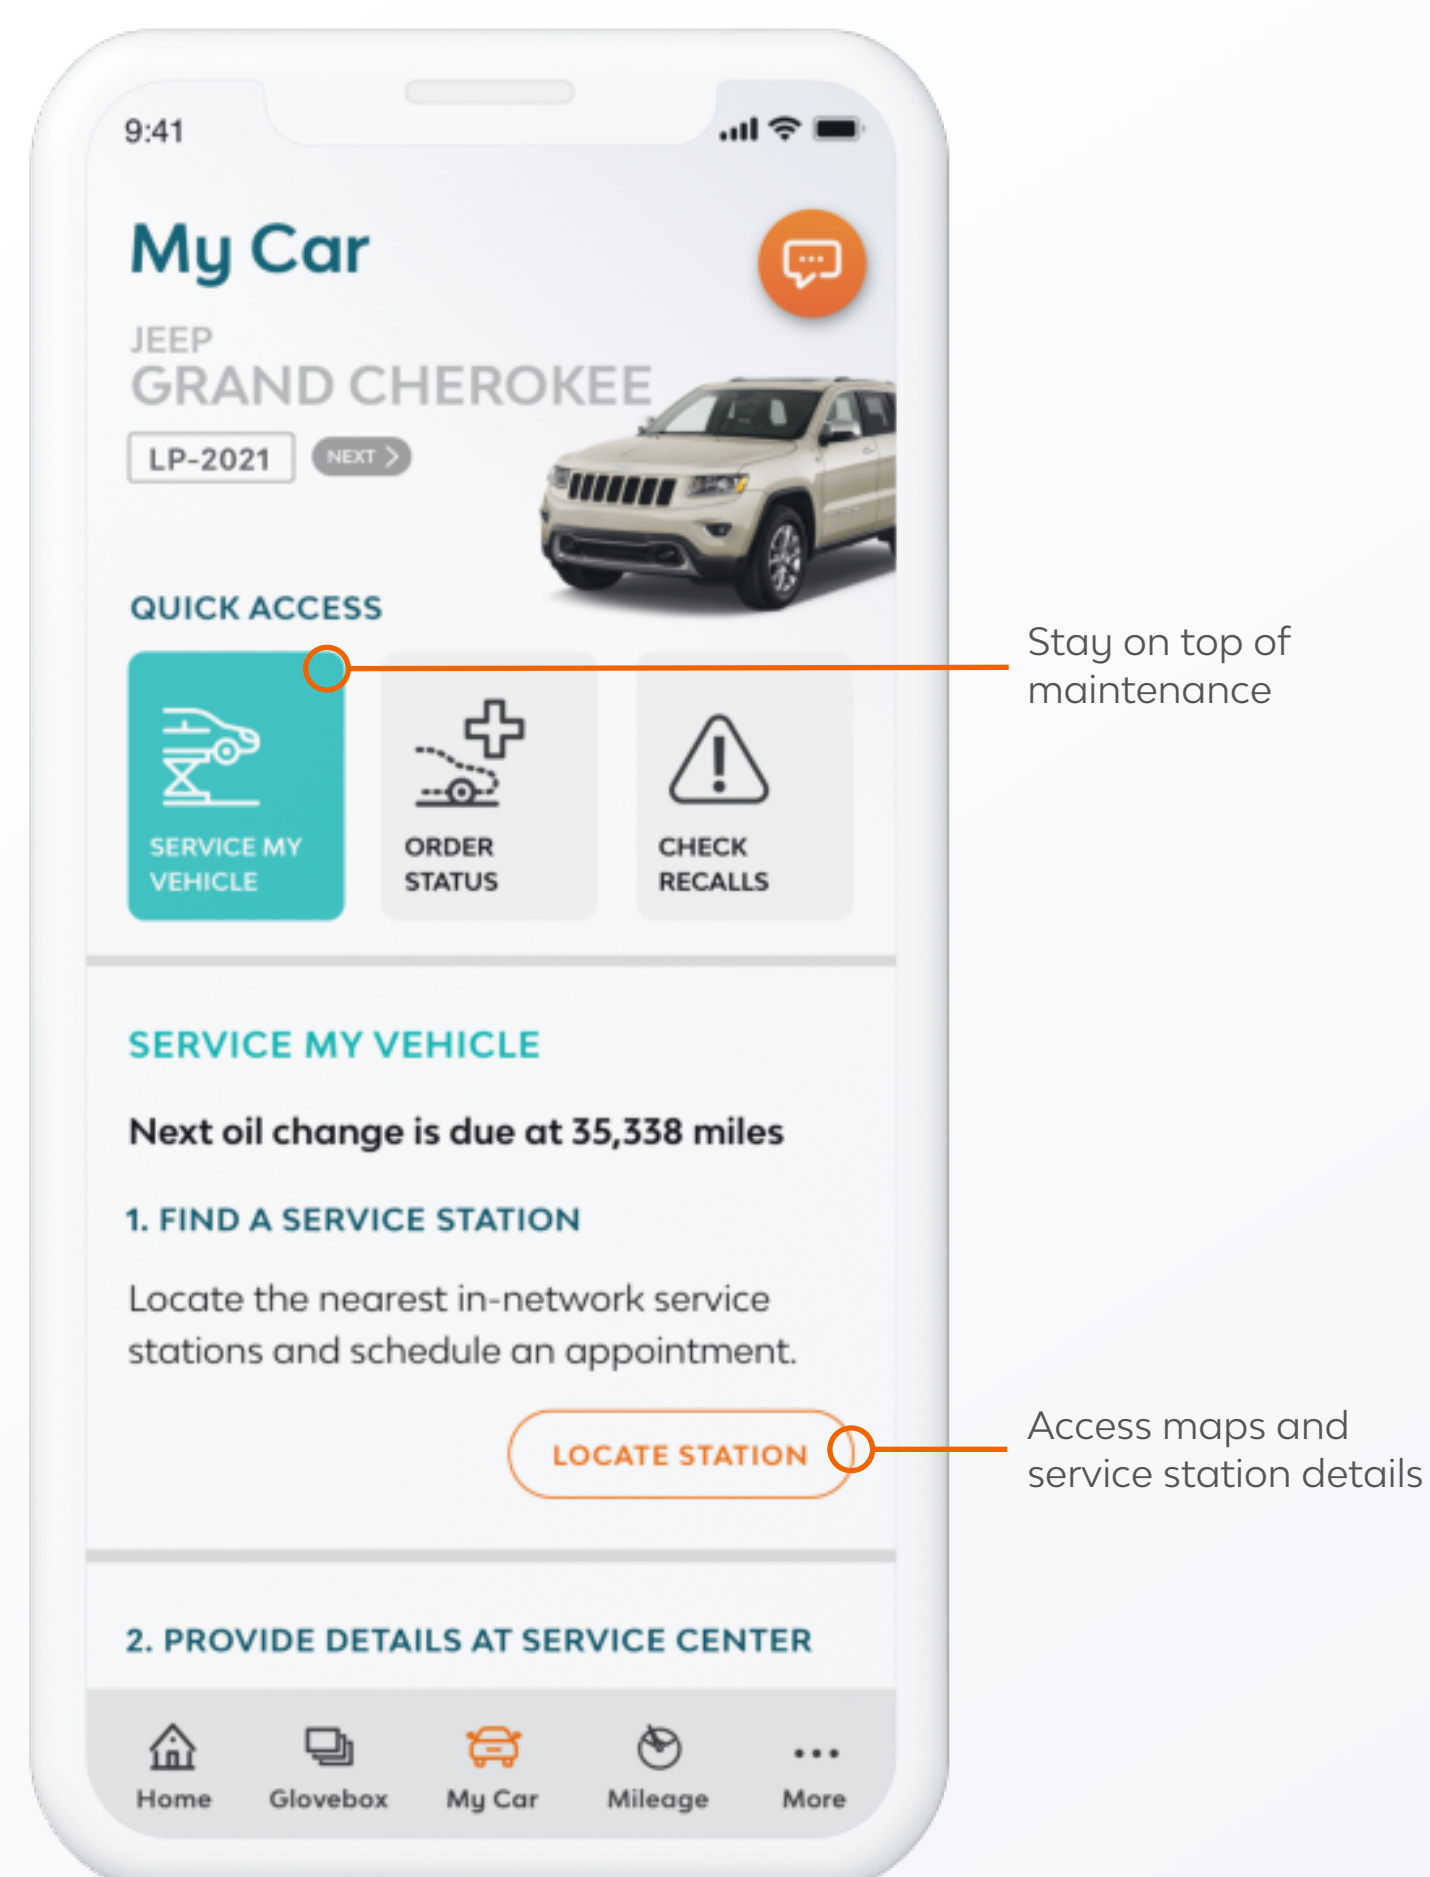 9:41
My Car
JEEP
GRAND CHEROKEE
LP-2021
NEXT >
QUICK ACCESS
SERVICE MY
VEHICLE
ORDER
STATUS
CHECK
RECALLS
Stay on top of
maintenance
SERVICE MY VEHICLE
Next oil change is due at 35,338 miles
1. FIND A SERVICE STATION
Locate the nearest in-network service
stations and schedule an appointment.
LOCATE STATION
Access maps and
service station details
2. PROVIDE DETAILS AT SERVICE CENTER
Home
Glovebox
My Car
Mileage
More